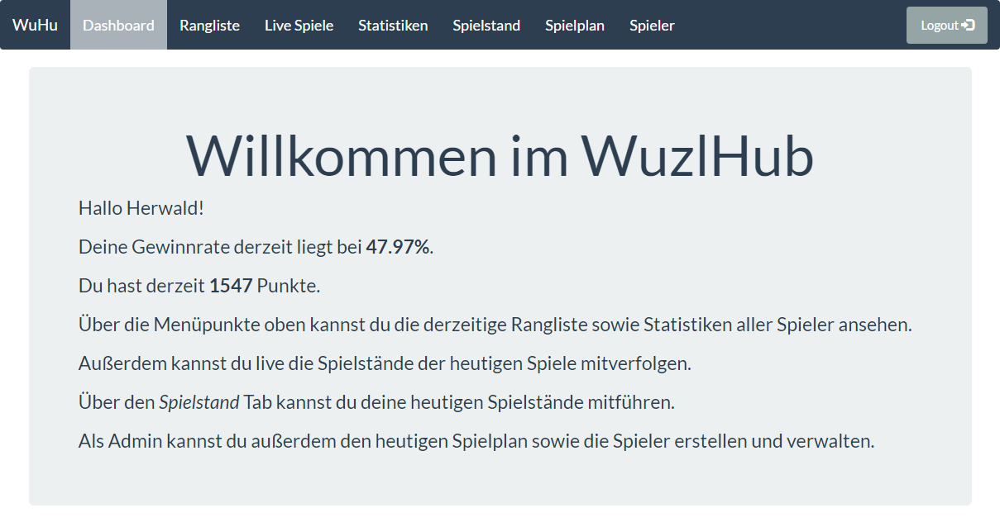 WuHu Dashboard Rangliste Live Spiele Statistiken Spielstand Spielplan Spieler Logout
Willkommen im WuzlHub
Hallo Herwald!
Deine Gewinnrate derzeit liegt bei 47.97%.
Du hast derzeit 1547 Punkte.
Über die Menüpunkte oben kannst du die derzeitige Rangliste sowie Statistiken aller Spieler ansehen.
Außerdem kannst du live die Spielstände der heutigen Spiele mitverfolgen.
Über den Spielstand Tab kannst du deine heutigen Spielstände mitführen.
Als Admin kannst du außerdem den heutigen Spielplan sowie die Spieler erstellen und verwalten.